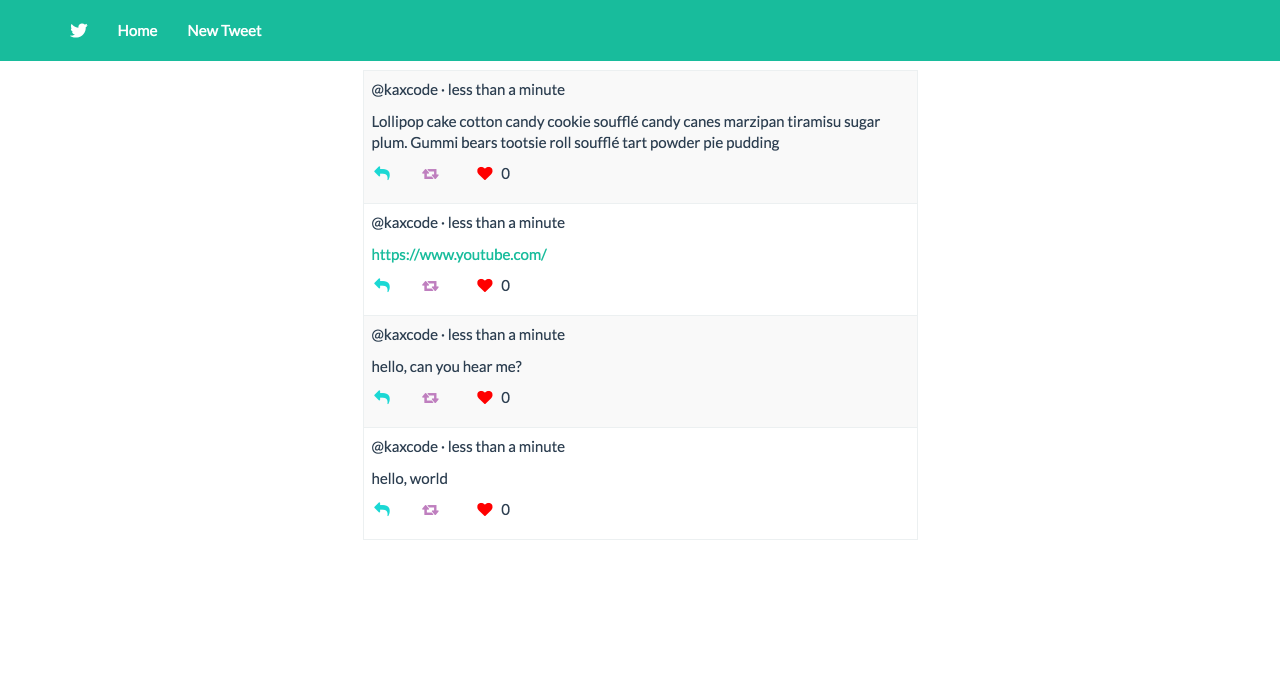 Home New Tweet
@kaxcode · less than a minute
Lollipop cake cotton candy cookie soufflé candy canes marzipan tiramisu sugar
plum. Gummi bears tootsie roll soufflé tart powder pie pudding
0
@kaxcode · less than a minute
https://www.youtube.com/
0
@kaxcode · less than a minute
hello, can you hear me?
0
@kaxcode · less than a minute
hello, world
0